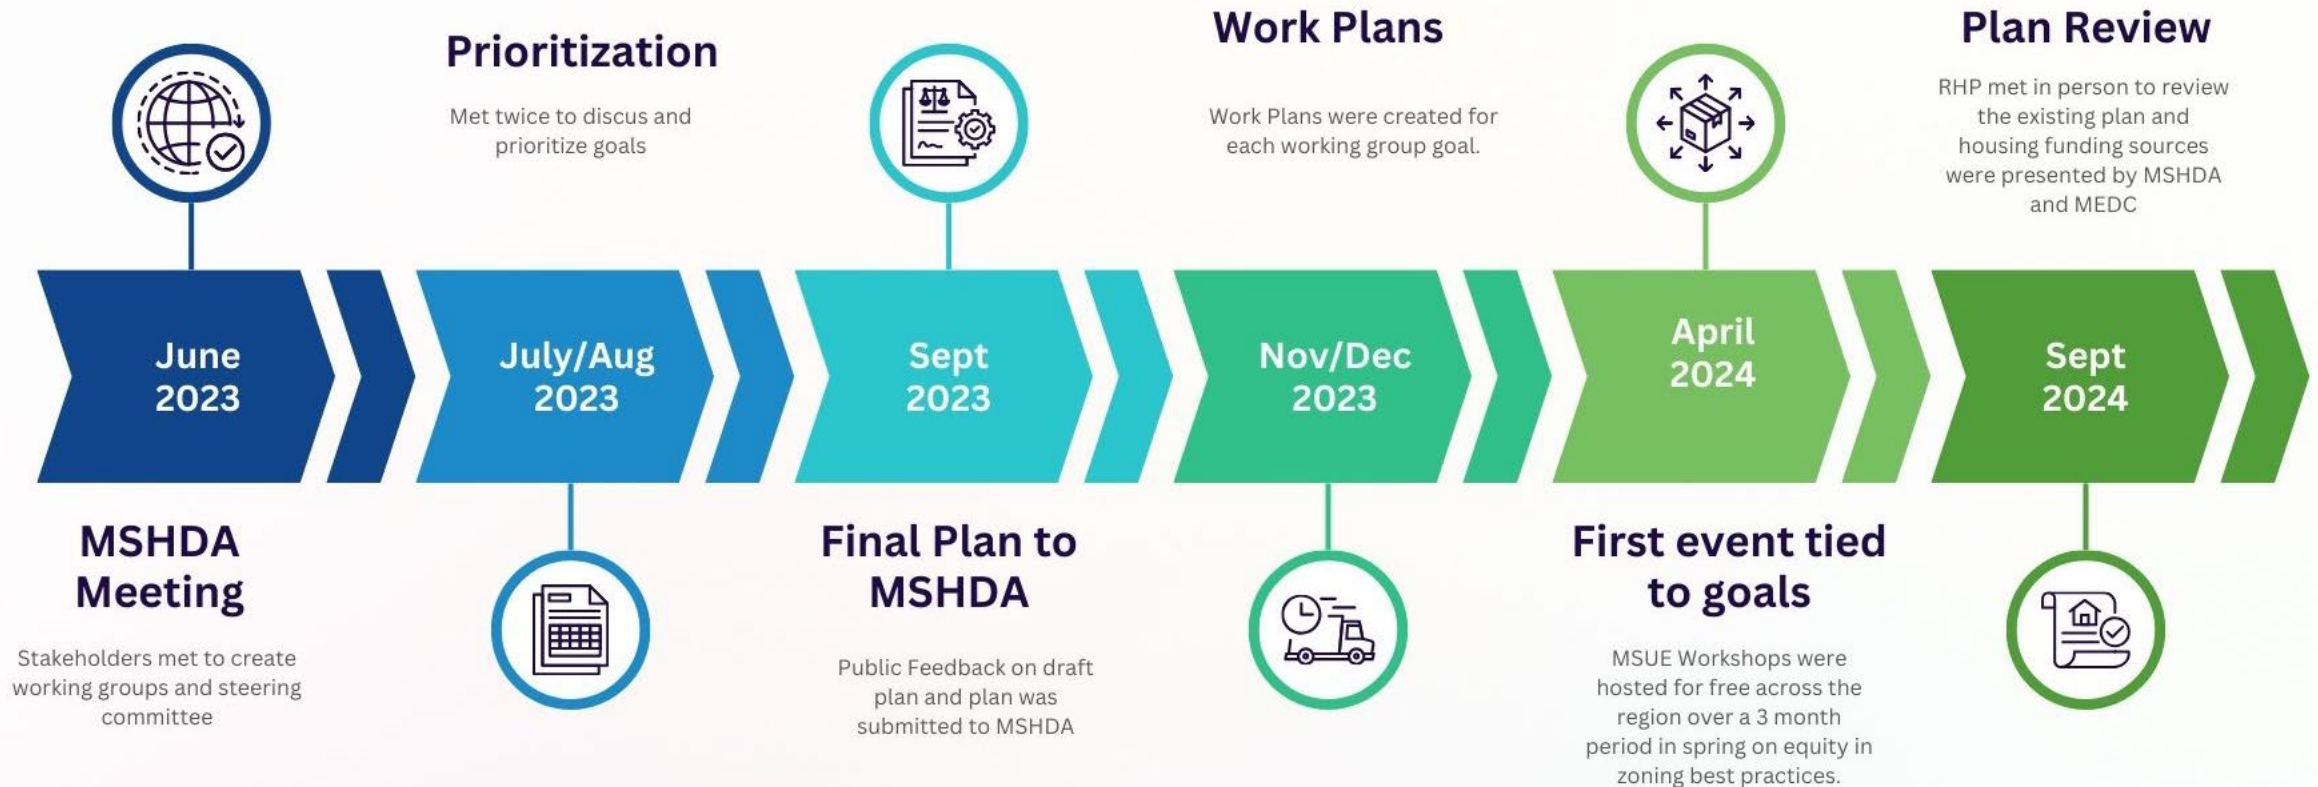 June
2023
MSHDA
Meeting
Stakeholders met to create
working groups and steering
committee
Prioritization
Met twice to discus and
prioritize goals
July/Aug
2023
Sept
2023
Final Plan to
MSHDA
Public Feedback on draft
plan and plan was
submitted to MSHDA
Work Plans
Work Plans were created for
each working group goal.
Nov/Dec
2023
April
2024
First event tied
to goals
MSUE Workshops were
hosted for free across the
region over a 3 month
period in spring on equity in
zoning best practices.
Plan Review
RHP met in person to review
the existing plan and
housing funding sources
were presented by MSHDA
and MEDC
Sept
2024